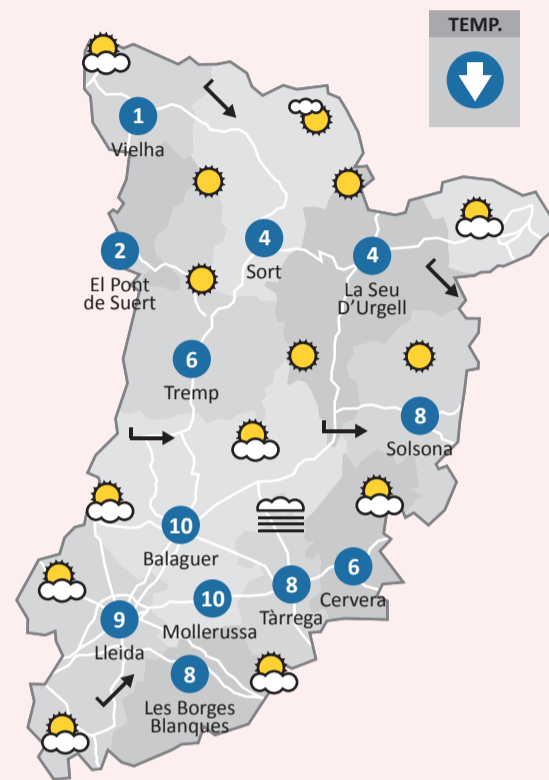 TEMP.
1
Vielha
2
El Pont
de Suert
4
Sort
4
La Seu
D'Urgell
6
Tremp
8
Solsona
10
Balaguer
6
Cervera
8
Tàrrega
10
Mollerussa
9
Lleida
8
Les Borges
Blanques